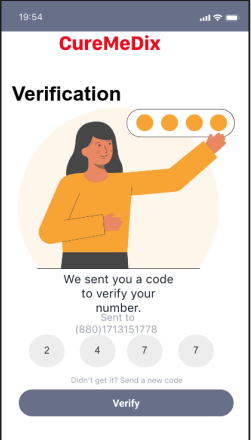 19:54
CureMeDix
Verification
We sent you a code
to verify your
number.
Sent to
(880)1713151778
2 4 7 7
Didn't get it? Send a new code
Verify